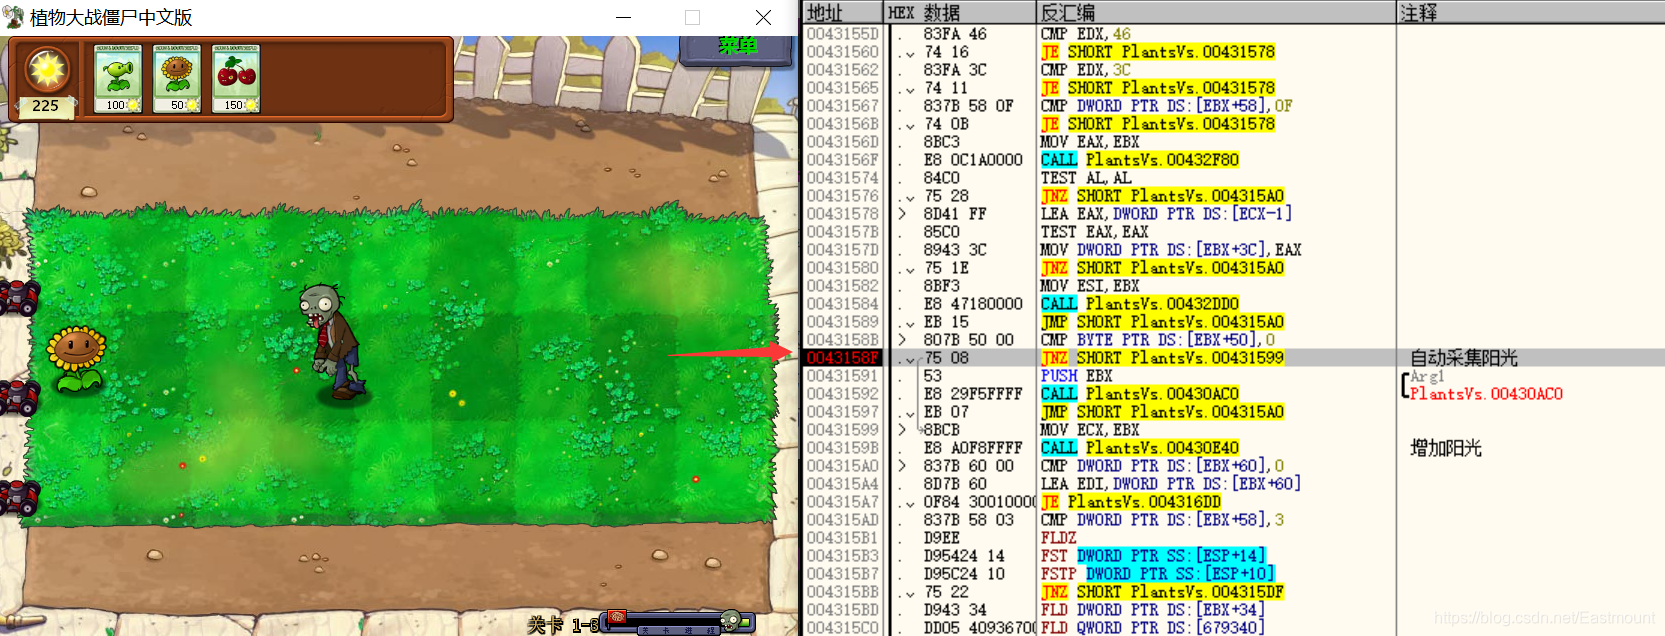 植物大战僵尸中文版
菜单
225
100
50
150
关卡 1-3
地址 HEX 数据 反汇编 注释
0043155D . 83FA 46 CMP EDX,46
00431560 .∨ 74 16 JE SHORT PlantsVs.00431578
00431562 . 83FA 3C CMP EDX,3C
00431565 .∨ 74 11 JE SHORT PlantsVs.00431578
00431567 . 837B 58 0F CMP DWORD PTR DS:[EBX+58],0F
0043156B .∨ 74 0B JE SHORT PlantsVs.00431578
0043156D . 8BC3 MOV EAX,EBX
0043156F . E8 0C1A0000 CALL PlantsVs.00432F80
00431574 . 84C0 TEST AL,AL
00431576 .∨ 75 28 JNZ SHORT PlantsVs.004315A0
00431578 > 8D41 FF LEA EAX,DWORD PTR DS:[ECX-1]
0043157B . 85C0 TEST EAX,EAX
0043157D . 8943 3C MOV DWORD PTR DS:[EBX+3C],EAX
00431580 .∨ 75 1E JNZ SHORT PlantsVs.004315A0
00431582 . 8BF3 MOV ESI,EBX
00431584 . E8 47180000 CALL PlantsVs.00432DD0
00431589 .∨ EB 15 JMP SHORT PlantsVs.004315A0
0043158B > 807B 50 00 CMP BYTE PTR DS:[EBX+50],0
0043158F .∨ 75 08 JNZ SHORT PlantsVs.00431599 自动采集阳光
00431591 . 53 PUSH EBX Arg1
00431592 . E8 29F5FFFF CALL PlantsVs.00430AC0 PlantsVs.00430AC0
00431597 .∨ EB 07 JMP SHORT PlantsVs.004315A0
00431599 > 8BCB MOV ECX,EBX
0043159B . E8 A0F8FFFF CALL PlantsVs.00430E40 增加阳光
004315A0 > 837B 60 00 CMP DWORD PTR DS:[EBX+60],0
004315A4 . 8D7B 60 LEA EDI,DWORD PTR DS:[EBX+60]
004315A7 .∨ 0F84 30010000 JE PlantsVs.004316DD
004315AD . 837B 58 03 CMP DWORD PTR DS:[EBX+58],3
004315B1 . D9EE FLDZ
004315B3 . D95424 14 FST DWORD PTR SS:[ESP+14]
004315B7 . D95C24 10 FSTP DWORD PTR SS:[ESP+10]
004315BB .∨ 75 22 JNZ SHORT PlantsVs.004315DF
004315BD . D943 34 FLD DWORD PTR DS:[EBX+34]
004315C0 . DD05 40936700 FLD QWORD PTR DS:[679340]
https://blog.csdn.net/Eastmount